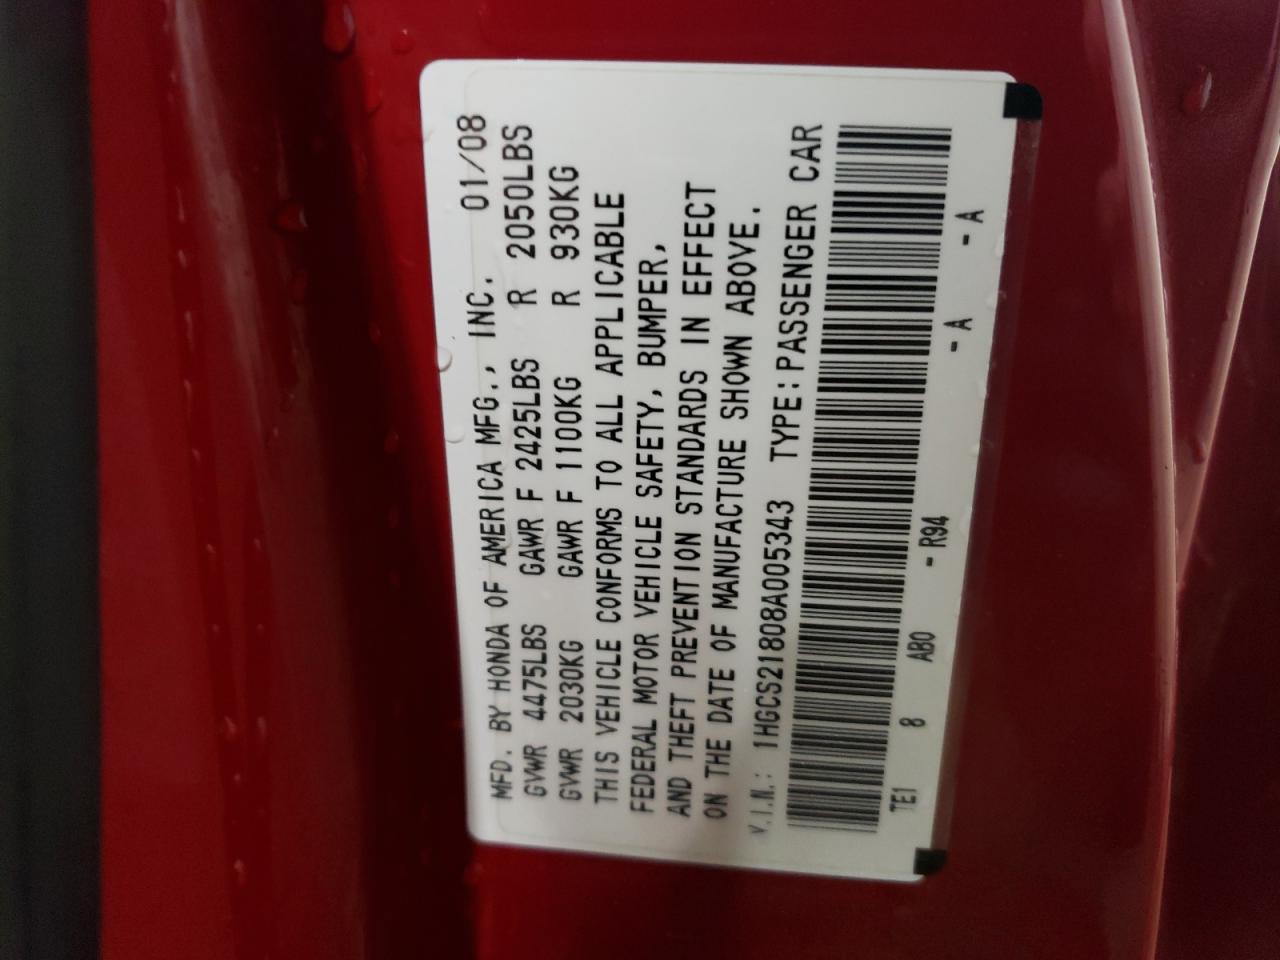 MFD. BY HONDA OF AMERICA MFG., INC. 01/08
GVWR 4475LBS GAWR F 2425LBS R 2050LBS
GVWR 2030KG GAWR F 1100KG R 930KG
THIS VEHICLE CONFORMS TO ALL APPLICABLE
FEDERAL MOTOR VEHICLE SAFETY, BUMPER,
AND THEFT PREVENTION STANDARDS IN EFFECT
ON THE DATE OF MANUFACTURE SHOWN ABOVE.
V.I.N.: 1HGCS21808A005343 TYPE: PASSENGER CAR
TE1 8 AB0 - R94 - A - A